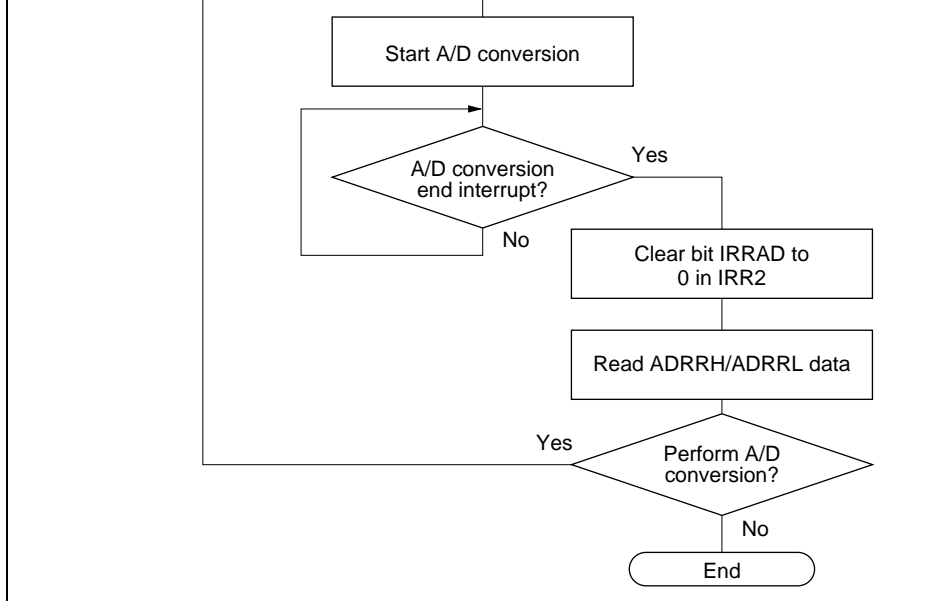 Start A/D conversion
A/D conversion
end interrupt?
Yes
No
Clear bit IRRAD to
0 in IRR2
Read ADRRH/ADRRL data
Yes
Perform A/D
conversion?
No
End